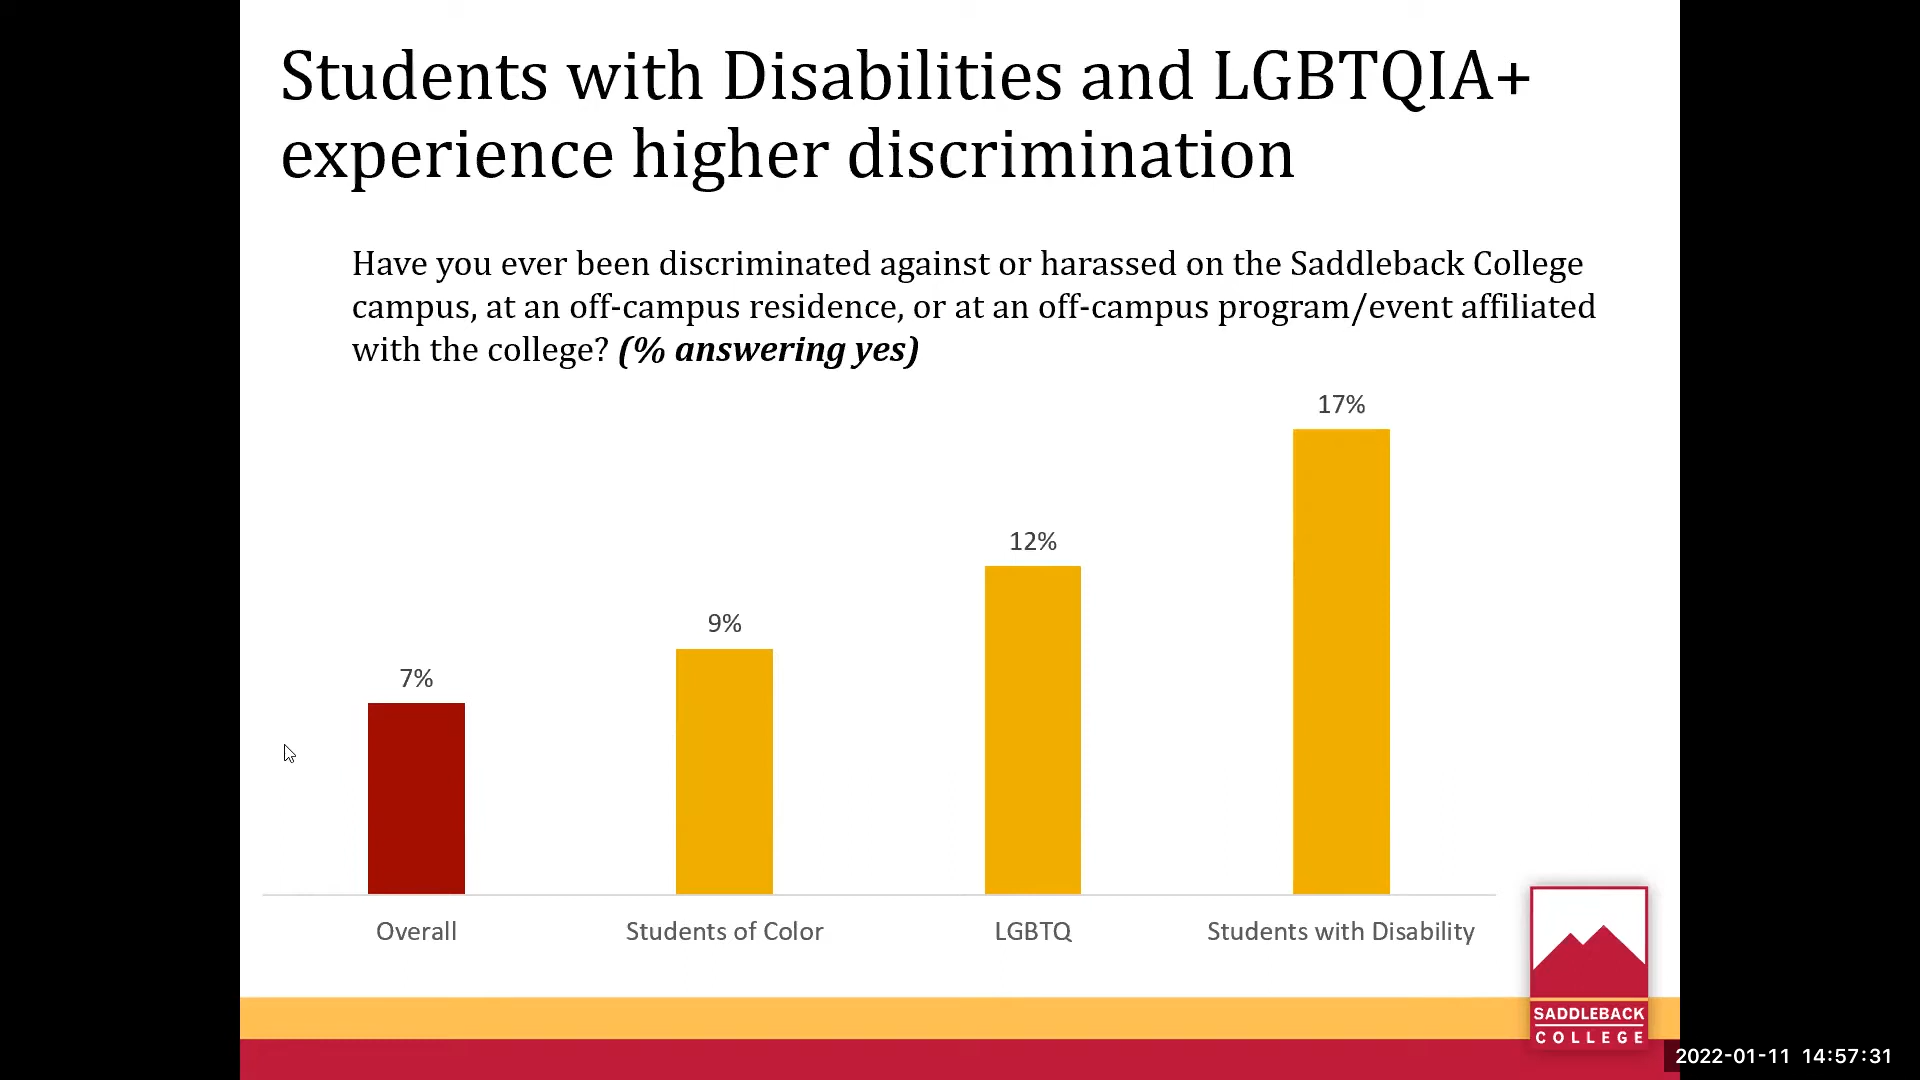 Students with Disabilities and LGBTQIA+
experience higher discrimination
Have you ever been discriminated against or harassed on the Saddleback College
campus, at an off-campus residence, or at an off-campus program/event affiliated
with the college? (% answering yes)
17%
12%
9%
7%
Overall
Students of Color
LGBTQ
Students with Disability
SADDLEBACK
COLLEGE
2022-01-11 14:57:31